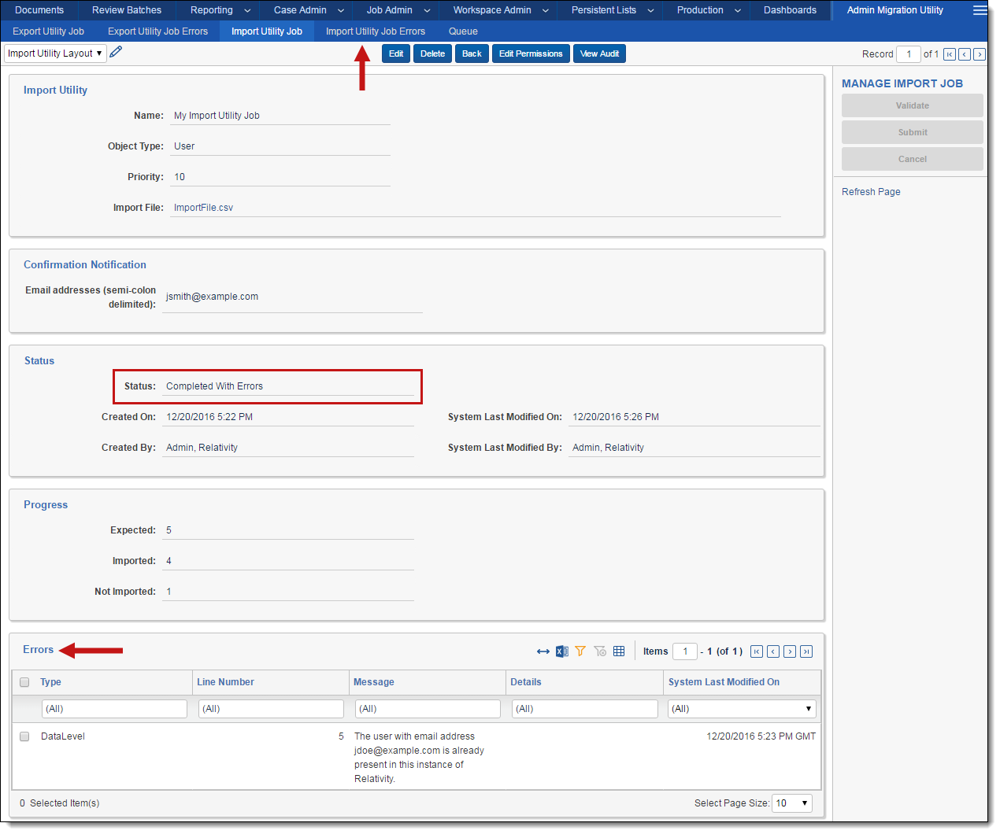 Documents Review Batches Reporting Case Admin Job Admin Workspace Admin Persistent Lists Production Dashboards Admin Migration Utility
Export Utility Job Export Utility Job Errors Import Utility Job Import Utility Job Errors Queue
Import Utility Layout Edit Delete Back Edit Permissions View Audit Record 1 of 1
MANAGE IMPORT JOB
Validate
Submit
Cancel
Refresh Page
Import Utility
Name: My Import Utility Job
Object Type: User
Priority: 10
Import File: ImportFile.csv
Confirmation Notification
Email addresses (semi-colon
delimited): jsmith@example.com
Status
Status: Completed With Errors
Created On: 12/20/2016 5:22 PM System Last Modified On: 12/20/2016 5:26 PM
Created By: Admin, Relativity System Last Modified By: Admin, Relativity
Progress
Expected: 5
Imported: 4
Not Imported: 1
Errors Items 1 - 1 (of 1)
Type Line Number Message Details System Last Modified On
(All) (All) (All) (All) (All)
DataLevel 5 The user with email address 12/20/2016 5:23 PM GMT
jdoe@example.com is already
present in this instance of
Relativity.
0 Selected Item(s) Select Page Size: 10